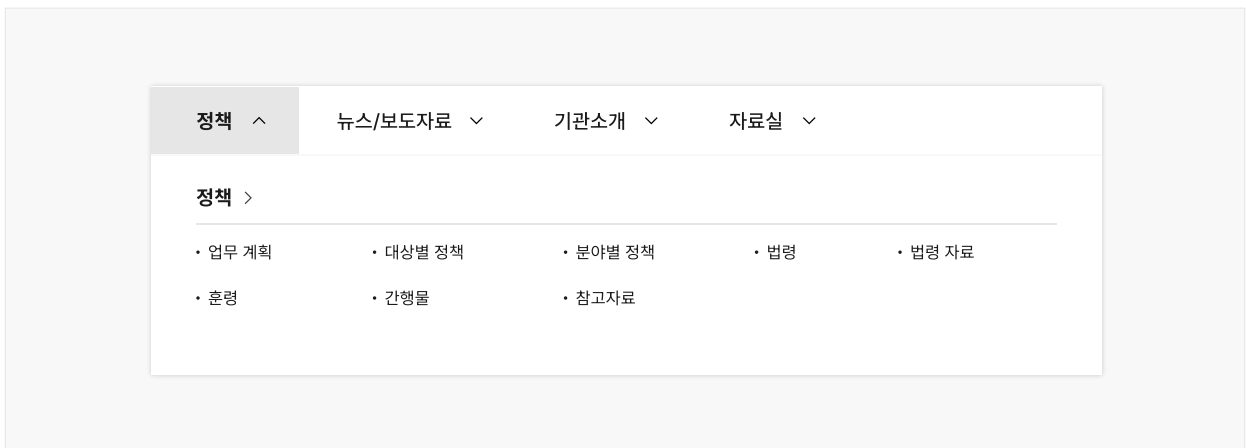 정책 뉴스/보도자료 기관소개 자료실
정책
• 업무 계획 • 대상별 정책 • 분야별 정책 • 법령 • 법령 자료
• 훈령 • 간행물 • 참고자료